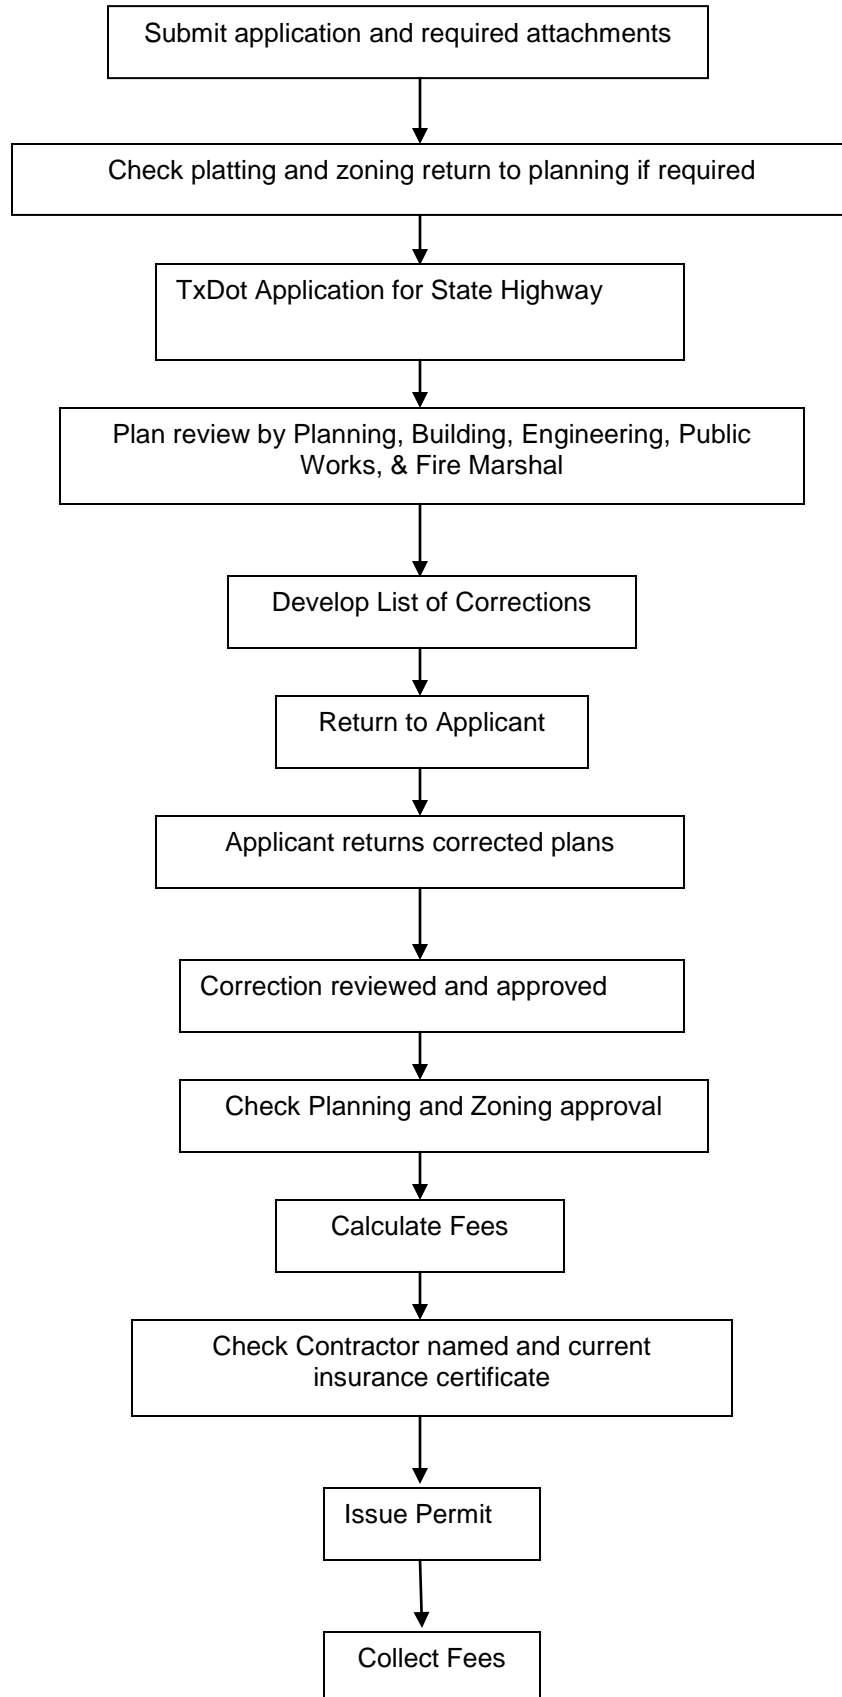 Submit application and required attachments
Check platting and zoning return to planning if required
TxDot Application for State Highway
Plan review by Planning, Building, Engineering, Public
Works, & Fire Marshal
Develop List of Corrections
Return to Applicant
Applicant returns corrected plans
Correction reviewed and approved
Check Planning and Zoning approval
Calculate Fees
Check Contractor named and current
insurance certificate
Issue Permit
Collect Fees